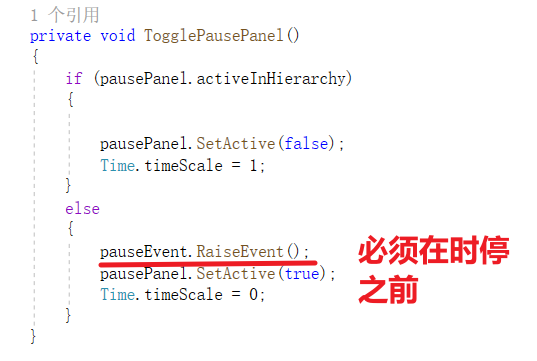 1 个引用
private void TogglePausePanel()
{
if (pausePanel.activeInHierarchy)
{
pausePanel.SetActive(false);
Time.timeScale = 1;
}
else
{
pauseEvent.RaiseEvent();
pausePanel.SetActive(true);
Time.timeScale = 0;
}
}
必须在时停
之前